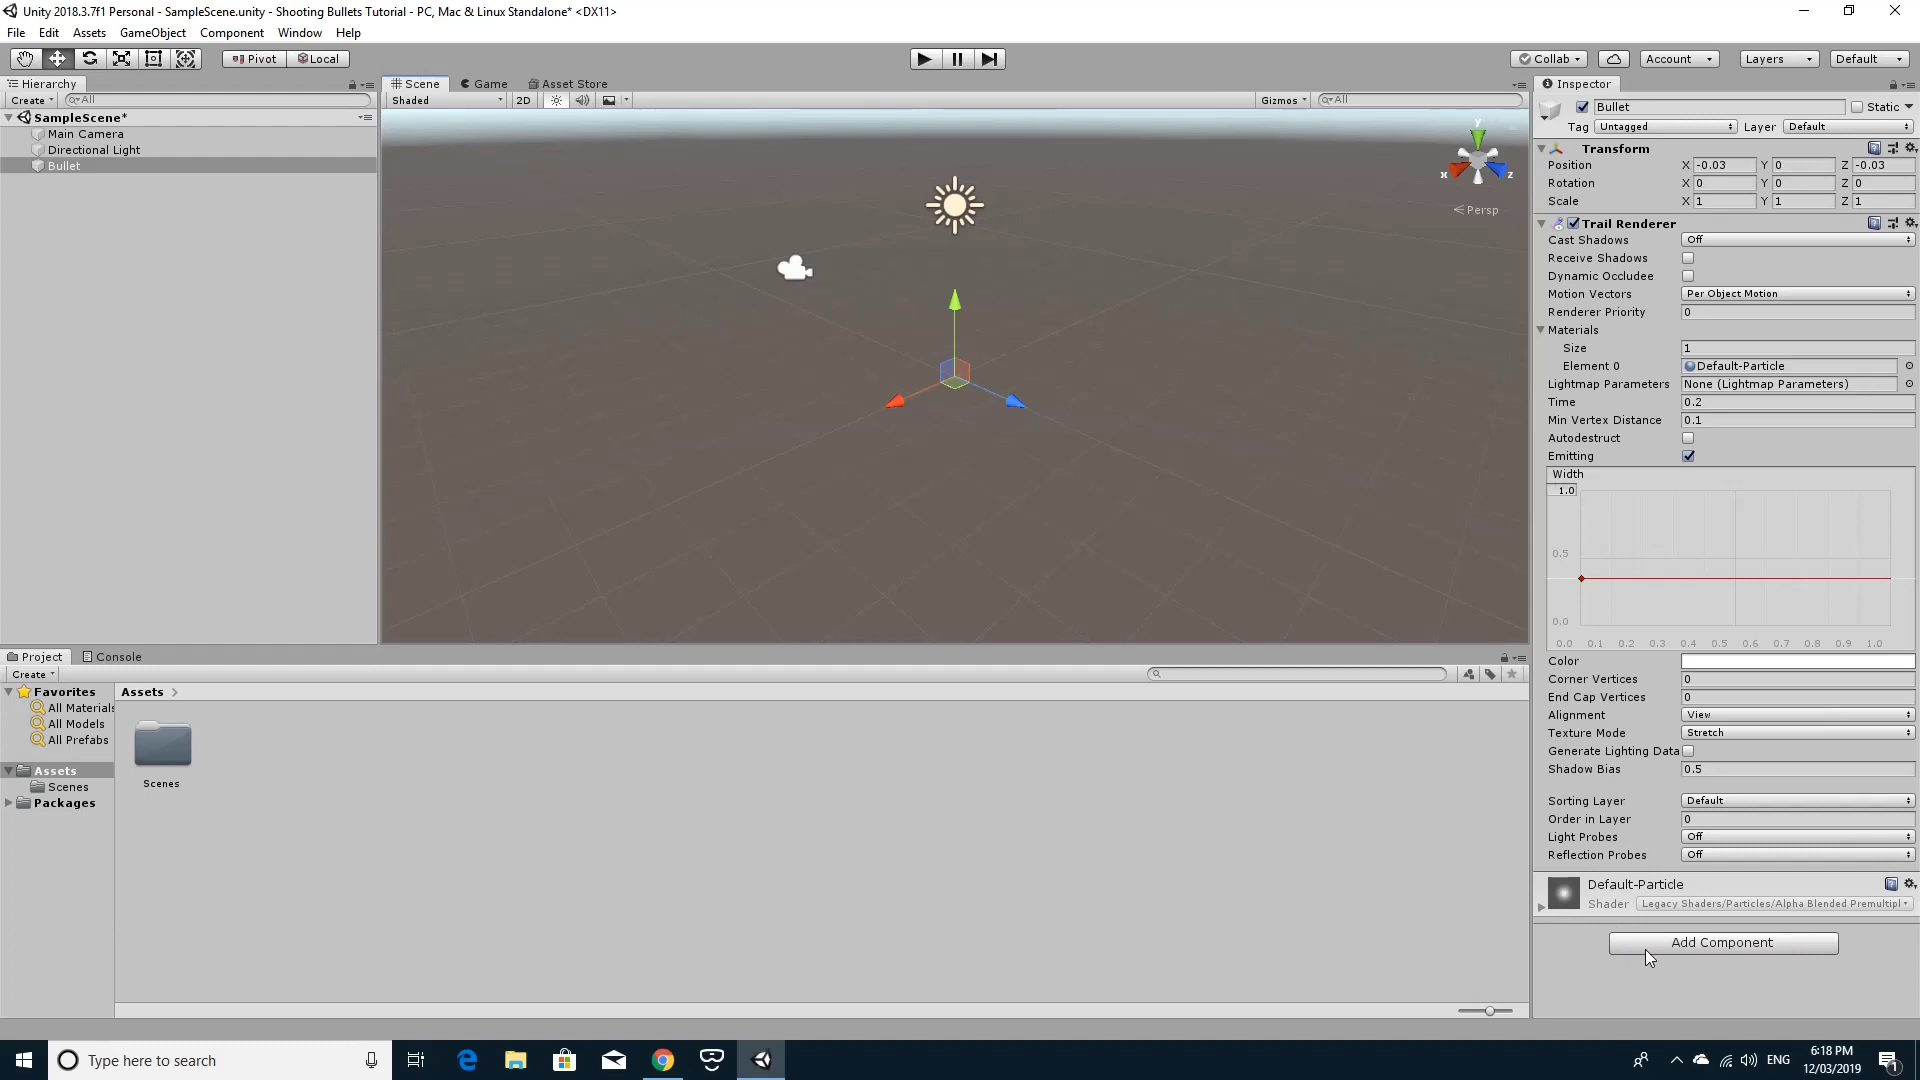 Unity 2018.3.7f1 Personal - SampleScene.unity - Shooting Bullets Tutorial - PC, Mac & Linux Standalone* <DX11>
File Edit Assets GameObject Component Window Help
Pivot Local Collab Account Layers Default
Hierarchy
Create All
SampleScene*
Main Camera
Directional Light
Bullet
Scene Game Asset Store
Shaded 2D Gizmos All
y
x z
Persp
Inspector
Bullet Static
Tag Untagged Layer Default
Transform
Position X -0.03 Y 0 Z -0.03
Rotation X 0 Y 0 Z 0
Scale X 1 Y 1 Z 1
Trail Renderer
Cast Shadows Off
Receive Shadows
Dynamic Occludee
Motion Vectors Per Object Motion
Renderer Priority 0
Materials
Size 1
Element 0 Default-Particle
Lightmap Parameters None (Lightmap Parameters)
Time 0.2
Min Vertex Distance 0.1
Autodestruct
Emitting
Width
1.0
0.5
0.0
0.0 0.1 0.2 0.3 0.4 0.5 0.6 0.7 0.8 0.9 1.0
Color
Corner Vertices 0
End Cap Vertices 0
Alignment View
Texture Mode Stretch
Generate Lighting Data
Shadow Bias 0.5
Sorting Layer Default
Order in Layer 0
Light Probes Off
Reflection Probes Off
Default-Particle
Shader Legacy Shaders/Particles/Alpha Blended Premultipl
Add Component
Project Console
Create
Favorites
All Materials
All Models
All Prefabs
Assets
Scenes
Packages
Assets
Scenes
Type here to search
ENG
6:18 PM
12/03/2019
1